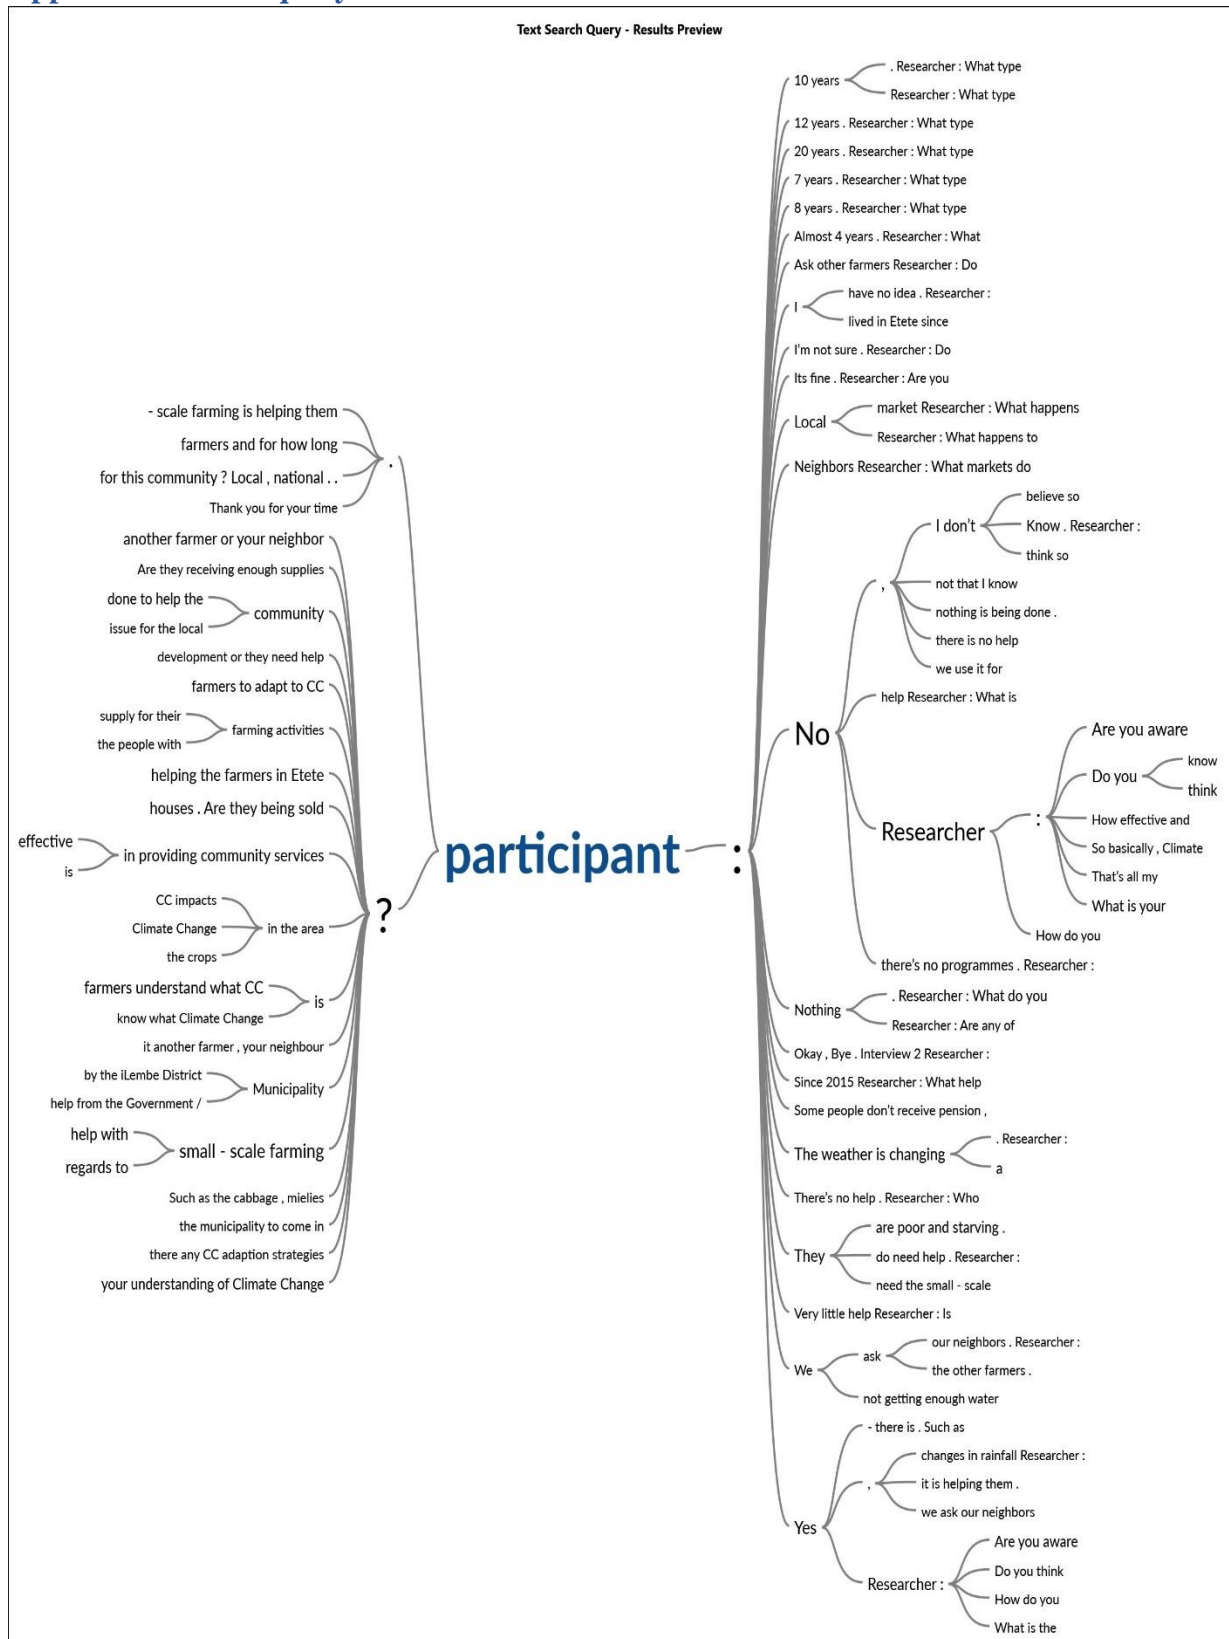 Text Search Query - Results Preview
- scale farming is helping them
farmers and for how long
for this community ? Local , national . .
Thank you for your time
.
another farmer or your neighbor
Are they receiving enough supplies
done to help the
issue for the local
community
development or they need help
farmers to adapt to CC
supply for their
the people with
farming activities
helping the farmers in Etete
houses . Are they being sold
effective
is
in providing community services
CC impacts
Climate Change
the crops
in the area
farmers understand what CC
know what Climate Change
is
it another farmer , your neighbour
by the iLembe District
help from the Government /
Municipality
help with
regards to
small - scale farming
Such as the cabbage , mielies
the municipality to come in
there any CC adaption strategies
your understanding of Climate Change
?
participant
:
10 years
. Researcher : What type
Researcher : What type
12 years . Researcher : What type
20 years . Researcher : What type
7 years . Researcher : What type
8 years . Researcher : What type
Almost 4 years . Researcher : What
Ask other farmers Researcher : Do
I
have no idea . Researcher :
lived in Etete since
I'm not sure . Researcher : Do
Its fine . Researcher : Are you
Local
market Researcher : What happens
Researcher : What happens to
Neighbors Researcher : What markets do
No
,
I don't
believe so
Know . Researcher :
think so
not that I know
nothing is being done .
there is no help
we use it for
help Researcher : What is
Researcher
:
Are you aware
Do you
know
think
How effective and
So basically , Climate
That's all my
What is your
How do you
there's no programmes . Researcher :
Nothing
. Researcher : What do you
Researcher : Are any of
Okay , Bye . Interview 2 Researcher :
Since 2015 Researcher : What help
Some people don't receive pension ,
The weather is changing
. Researcher :
a
There's no help . Researcher : Who
They
are poor and starving .
do need help . Researcher :
need the small - scale
Very little help Researcher : Is
We
ask
our neighbors . Researcher :
the other farmers .
not getting enough water
Yes
- there is . Such as
,
changes in rainfall Researcher :
it is helping them .
we ask our neighbors
Researcher :
Are you aware
Do you think
How do you
What is the